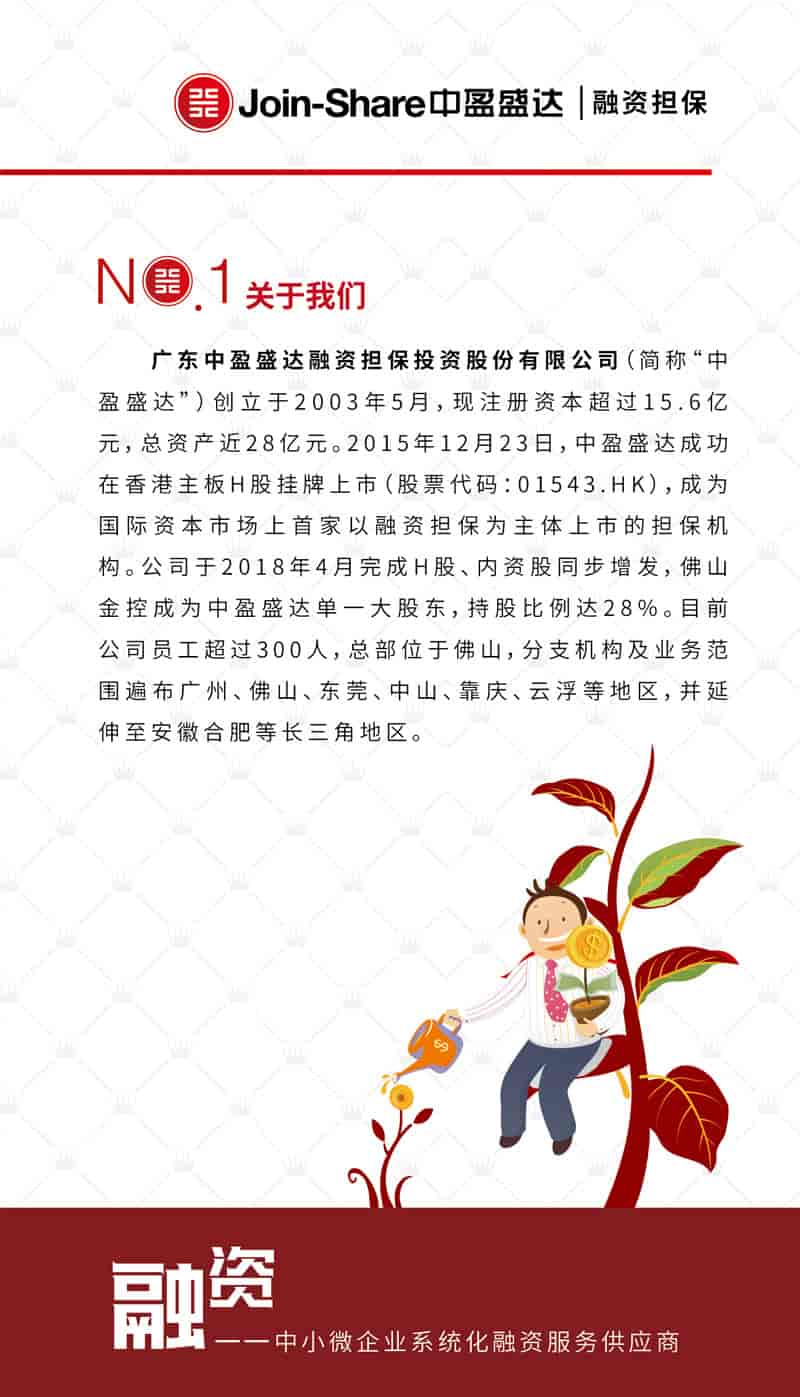 Join-Share中盈盛达|融资担保
NO.1 关于我们
广东中盈盛达融资担保投资股份有限公司（简称“中
盈盛达”）创立于2003年5月，现注册资本超过15.6亿
元，总资产近28亿元。2015年12月23日，中盈盛达成功
在香港主板H股挂牌上市（股票代码：01543.HK），成为
国际资本市场上首家以融资担保为主体上市的担保机
构。公司于2018年4月完成H股、内资股同步增发，佛山
金控成为中盈盛达单一大股东，持股比例达28%。目前
公司员工超过300人，总部位于佛山，分支机构及业务范
围遍布广州、佛山、东莞、中山、靠庆、云浮等地区，并延
伸至安徽合肥等长三角地区。
融资
——中小微企业系统化融资服务供应商